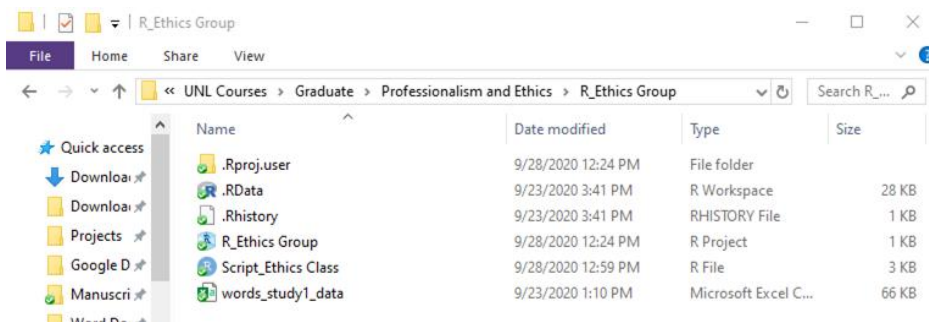 R_Ethics Group
File Home Share View
« UNL Courses > Graduate > Professionalism and Ethics > R_Ethics Group Search R_...
Name Date modified Type Size
Quick access
Downloa
Downloa
Projects
Google D
Manuscri
.Rproj.user 9/28/2020 12:24 PM File folder
.RData 9/23/2020 3:41 PM R Workspace 28 KB
.Rhistory 9/23/2020 3:41 PM RHISTORY File 1 KB
R_Ethics Group 9/28/2020 12:24 PM R Project 1 KB
Script_Ethics Class 9/28/2020 12:59 PM R File 3 KB
words_study1_data 9/23/2020 1:10 PM Microsoft Excel C... 66 KB